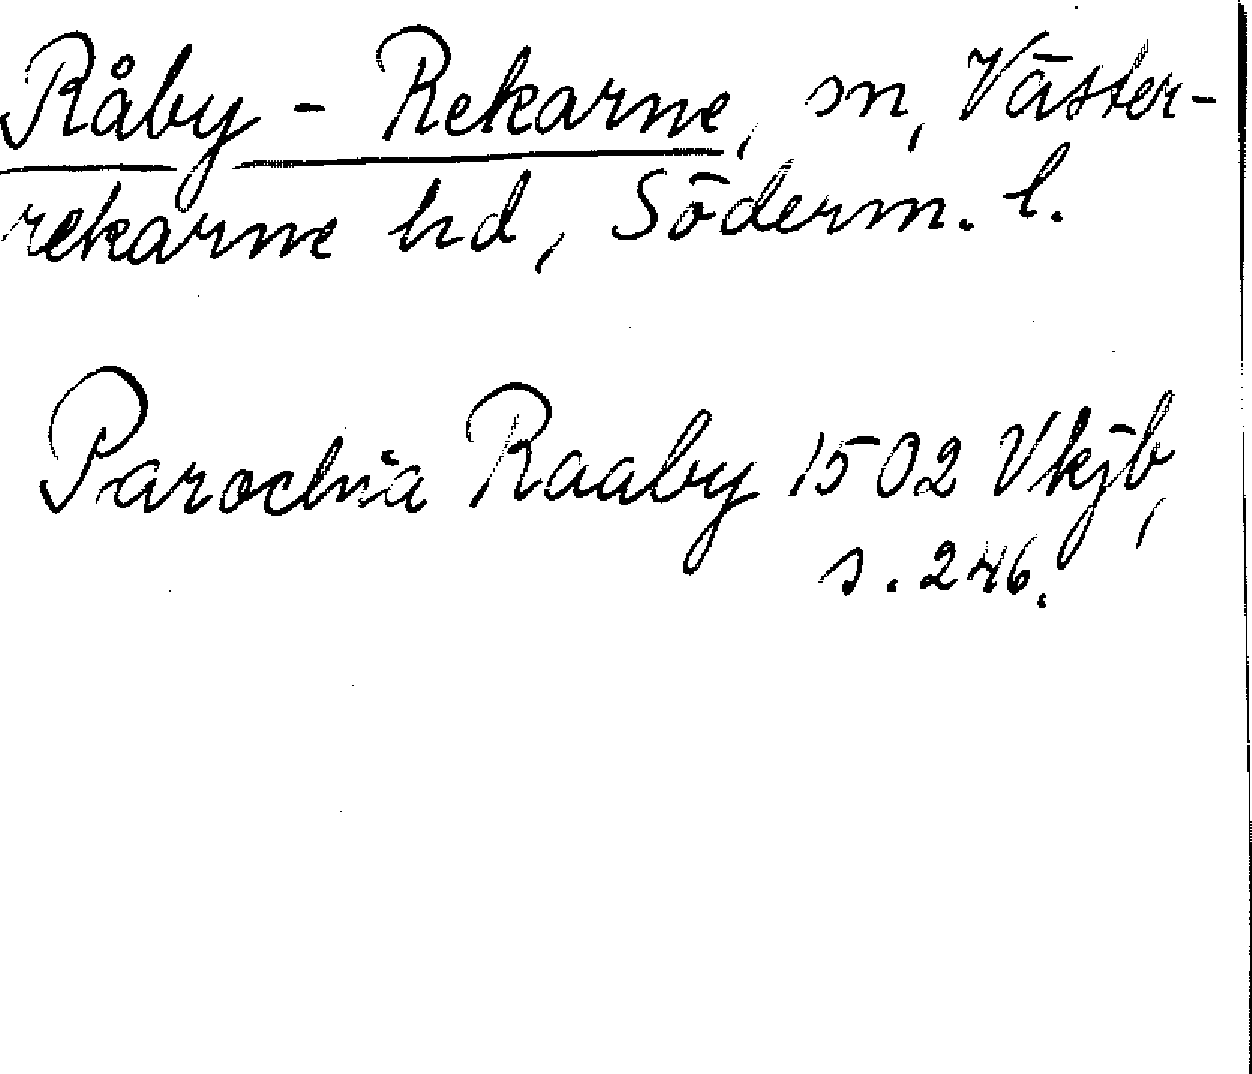 Råby-Rekarne, sn, Väster-
rekarne hd, Söderm. l.
Parochia Raaby 1502 Vkjb,
s. 246.